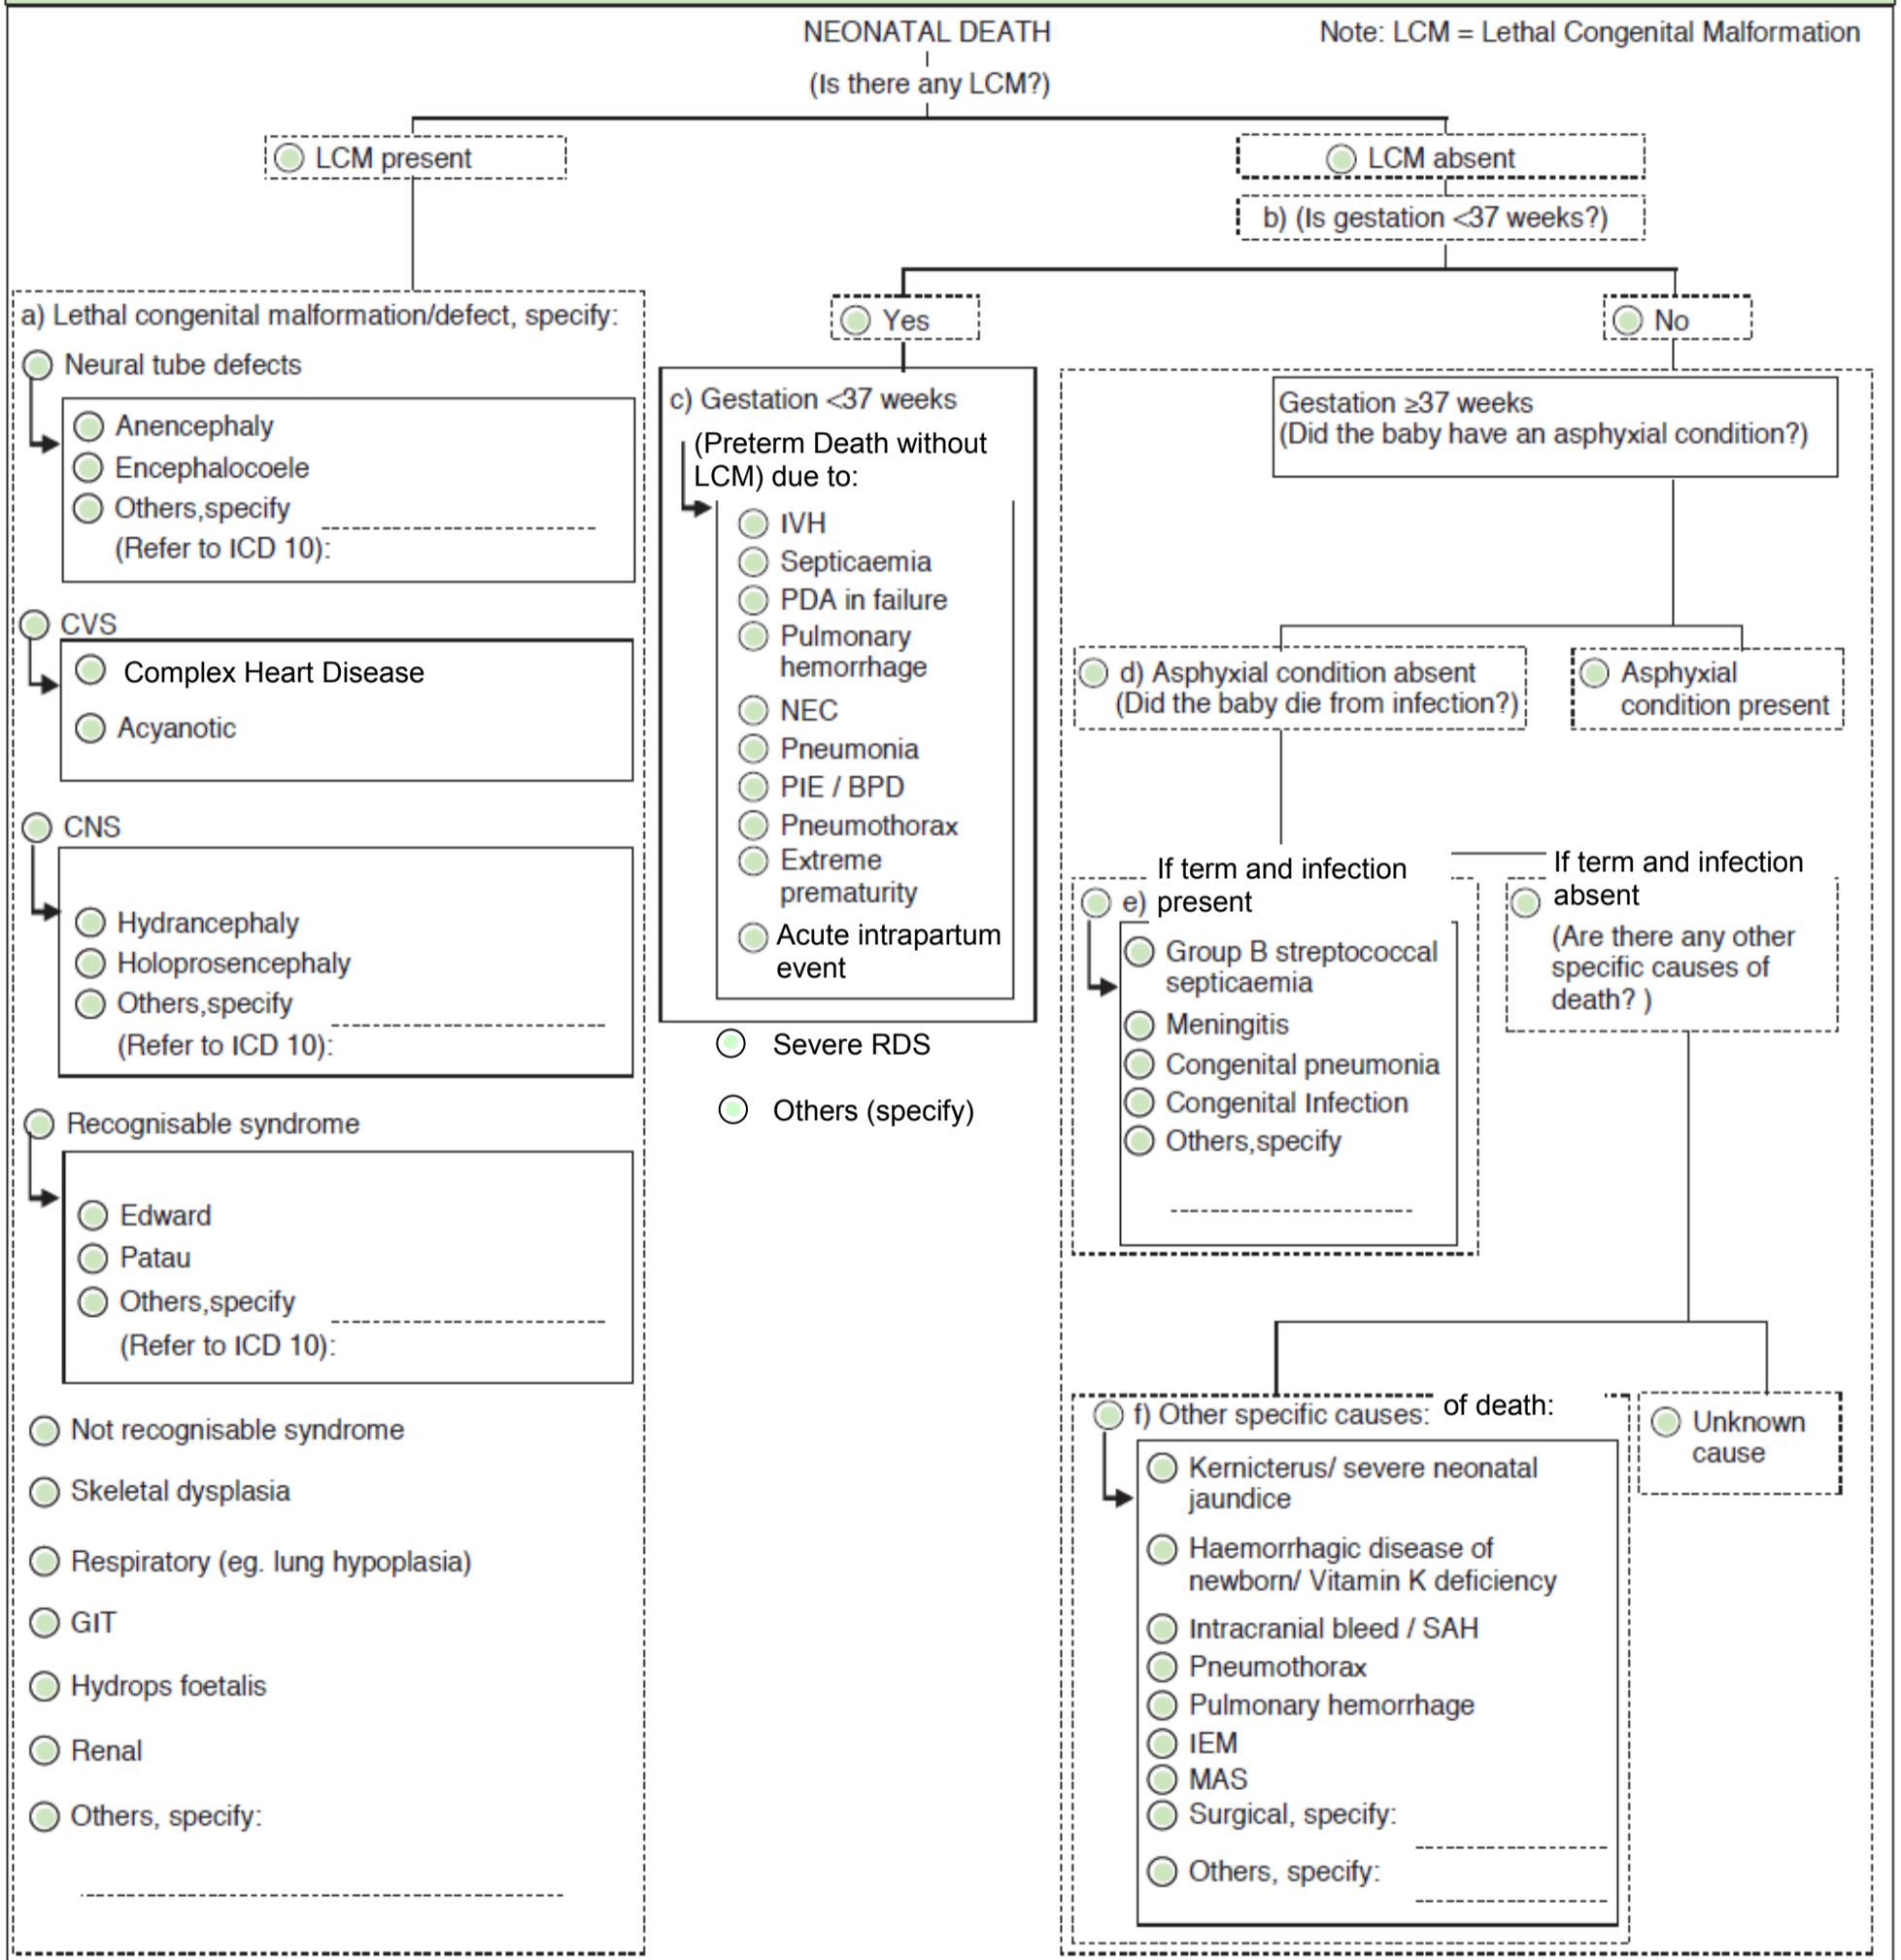 NEONATAL DEATH
Note: LCM = Lethal Congenital Malformation
(Is there any LCM?)
LCM present
LCM absent
b) (Is gestation <37 weeks?)
Yes
No
a) Lethal congenital malformation/defect, specify:
Neural tube defects
Anencephaly
Encephalocoele
Others,specify
(Refer to ICD 10):
CVS
Complex Heart Disease
Acyanotic
CNS
Hydrancephaly
Holoprosencephaly
Others,specify
(Refer to ICD 10):
Recognisable syndrome
Edward
Patau
Others,specify
(Refer to ICD 10):
Not recognisable syndrome
Skeletal dysplasia
Respiratory (eg. lung hypoplasia)
GIT
Hydrops foetalis
Renal
Others, specify:
c) Gestation <37 weeks
(Preterm Death without
LCM) due to:
IVH
Septicaemia
PDA in failure
Pulmonary
hemorrhage
NEC
Pneumonia
PIE / BPD
Pneumothorax
Extreme
prematurity
Acute intrapartum
event
Severe RDS
Others (specify)
Gestation ≥37 weeks
(Did the baby have an asphyxial condition?)
d) Asphyxial condition absent
(Did the baby die from infection?)
Asphyxial
condition present
e) If term and infection
present
Group B streptococcal
septicaemia
Meningitis
Congenital pneumonia
Congenital Infection
Others,specify
If term and infection
absent
(Are there any other
specific causes of
death? )
f) Other specific causes: of death:
Kernicterus/ severe neonatal
jaundice
Haemorrhagic disease of
newborn/ Vitamin K deficiency
Intracranial bleed / SAH
Pneumothorax
Pulmonary hemorrhage
IEM
MAS
Surgical, specify:
Others, specify:
Unknown
cause